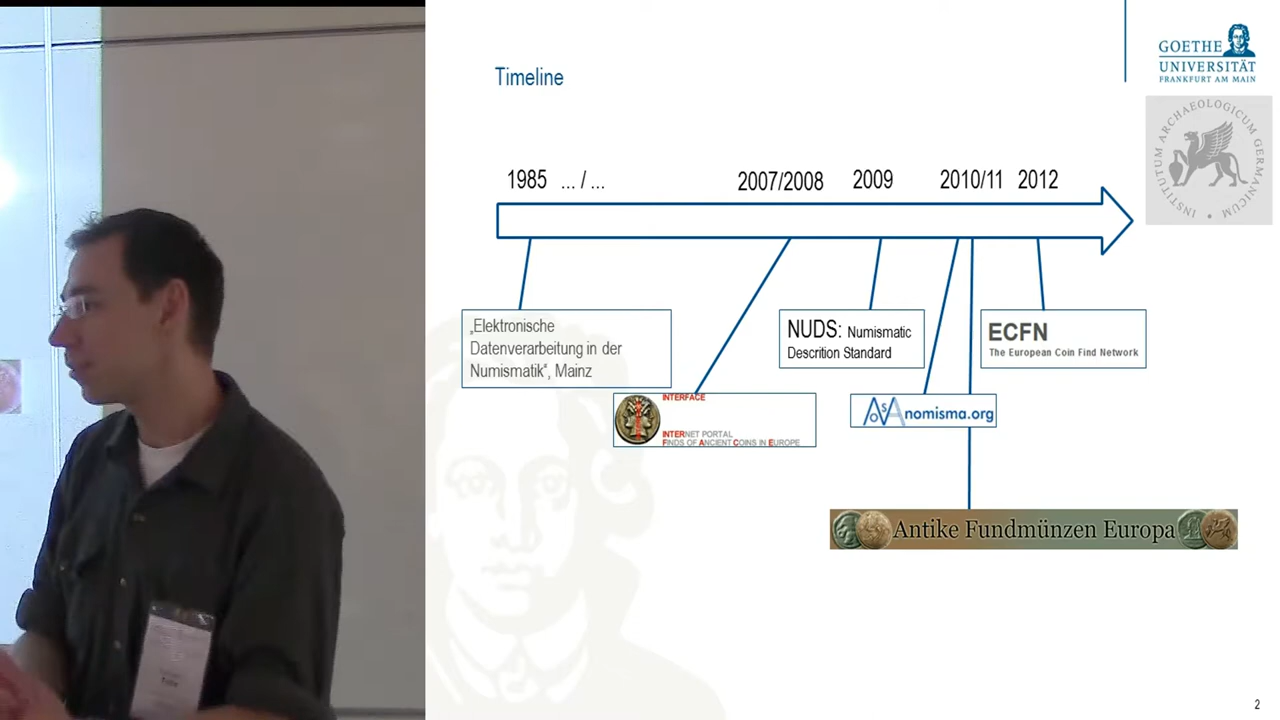 Timeline
GOETHE
UNIVERSITÄT
FRANKFURT AM MAIN
INSTITUTUM ARCHAEOLOGICUM GERMANICUM
1985 ... / ... 2007/2008 2009 2010/11 2012
„Elektronische
Datenverarbeitung in der
Numismatik“, Mainz
NUDS: Numismatic
Descrition Standard
ECFN
The European Coin Find Network
INTERFACE
INTERNET PORTAL
FINDS OF ANCIENT COINS IN EUROPE
nomisma.org
Antike Fundmünzen Europa
2